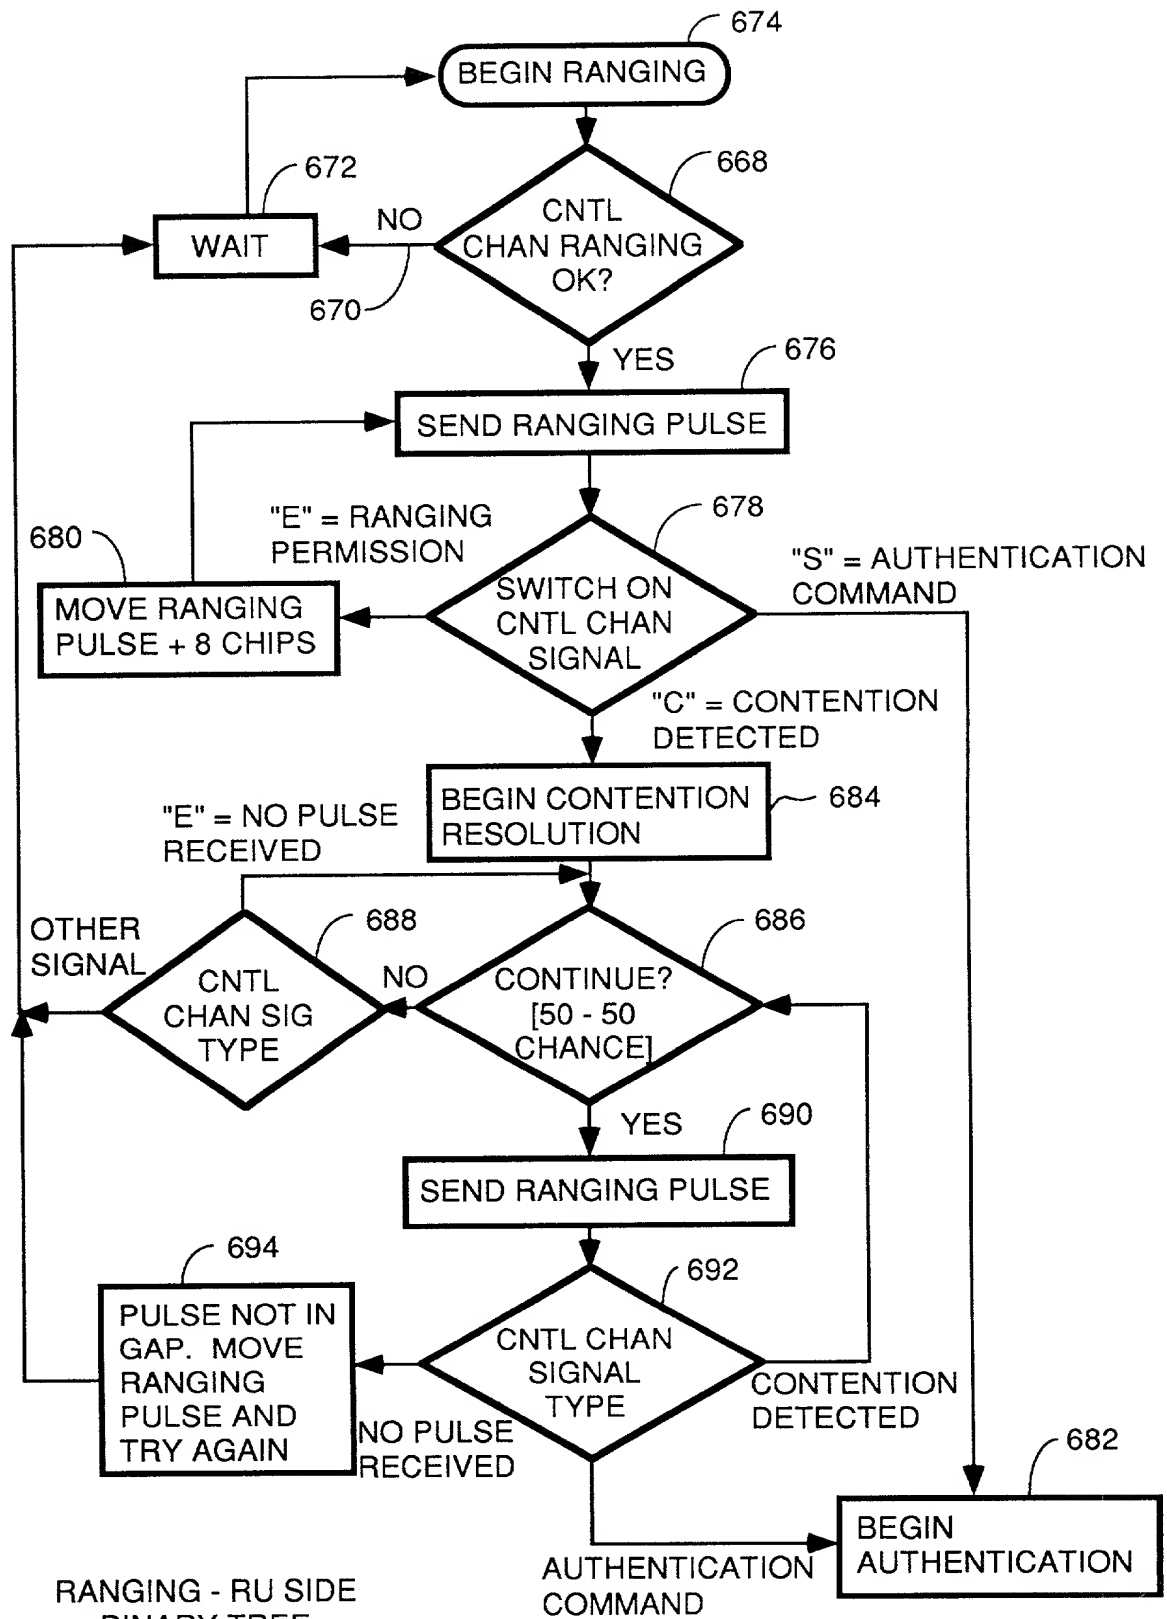 674
BEGIN RANGING
672
668
NO
CNTL
CHAN RANGING
OK?
WAIT
670
YES
676
SEND RANGING PULSE
"E" = RANGING
PERMISSION
678
680
"S" = AUTHENTICATION
COMMAND
MOVE RANGING
PULSE + 8 CHIPS
SWITCH ON
CNTL CHAN
SIGNAL
"C" = CONTENTION
DETECTED
BEGIN CONTENTION
RESOLUTION
684
"E" = NO PULSE
RECEIVED
688
686
OTHER
SIGNAL
CNTL
CHAN SIG
TYPE
NO
CONTINUE?
[50 - 50
CHANCE]
YES
690
SEND RANGING PULSE
694
692
PULSE NOT IN
GAP. MOVE
RANGING
PULSE AND
TRY AGAIN
CNTL CHAN
SIGNAL
TYPE
CONTENTION
DETECTED
NO PULSE
RECEIVED
682
BEGIN
AUTHENTICATION
AUTHENTICATION
COMMAND
RANGING - RU SIDE
BINARY TREE